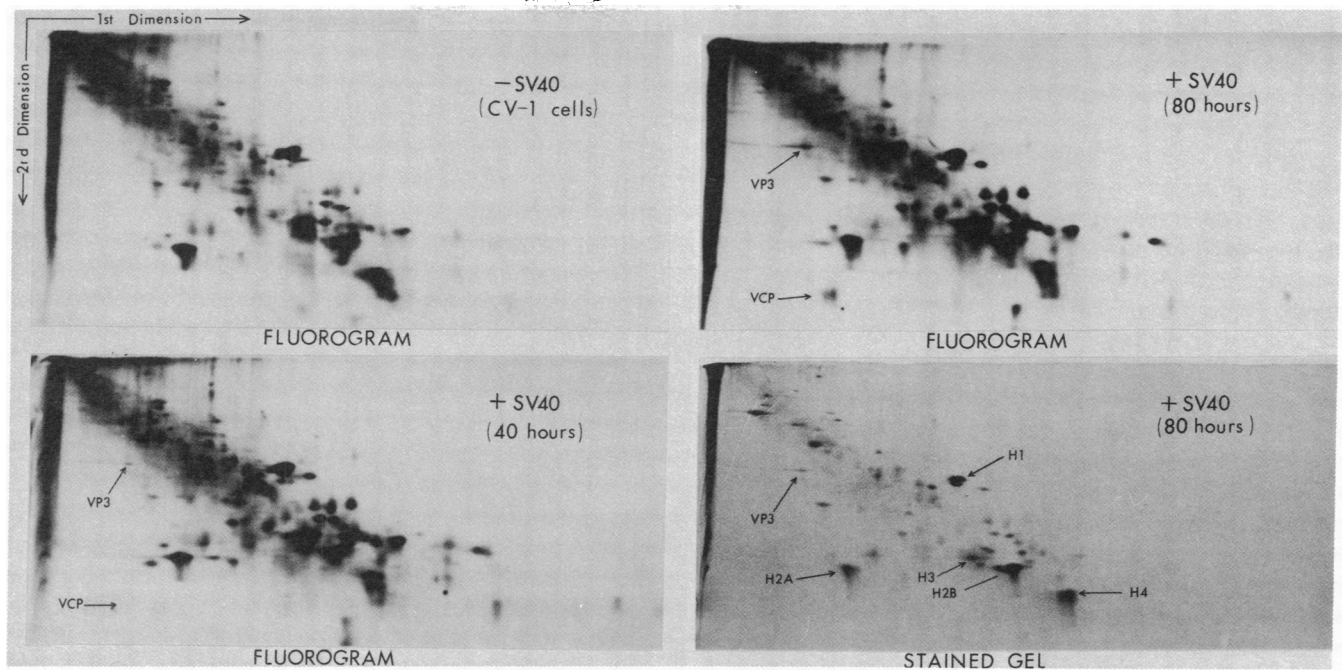 1st Dimension
2rd Dimension
−SV40
(CV-1 cells)
FLUOROGRAM
+ SV40
(80 hours)
VP3
VCP
FLUOROGRAM
+ SV40
(40 hours)
VP3
VCP
FLUOROGRAM
+ SV40
(80 hours)
H1
VP3
H2A
H3
H2B
H4
STAINED GEL